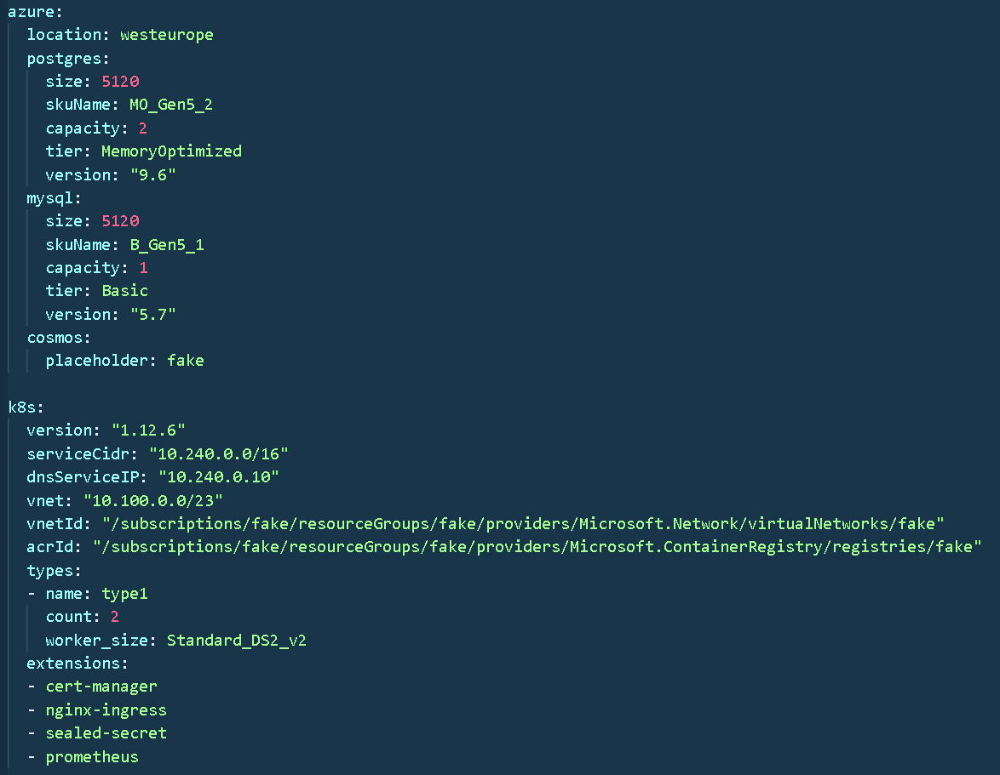 azure:
  location: westeurope
  postgres:
    size: 5120
    skuName: MO_Gen5_2
    capacity: 2
    tier: MemoryOptimized
    version: "9.6"
  mysql:
    size: 5120
    skuName: B_Gen5_1
    capacity: 1
    tier: Basic
    version: "5.7"
  cosmos:
    placeholder: fake

k8s:
  version: "1.12.6"
  serviceCidr: "10.240.0.0/16"
  dnsServiceIP: "10.240.0.10"
  vnet: "10.100.0.0/23"
  vnetId: "/subscriptions/fake/resourceGroups/fake/providers/Microsoft.Network/virtualNetworks/fake"
  acrId: "/subscriptions/fake/resourceGroups/fake/providers/Microsoft.ContainerRegistry/registries/fake"
  types:
  - name: type1
    count: 2
    worker_size: Standard_DS2_v2
  extensions:
  - cert-manager
  - nginx-ingress
  - sealed-secret
  - prometheus